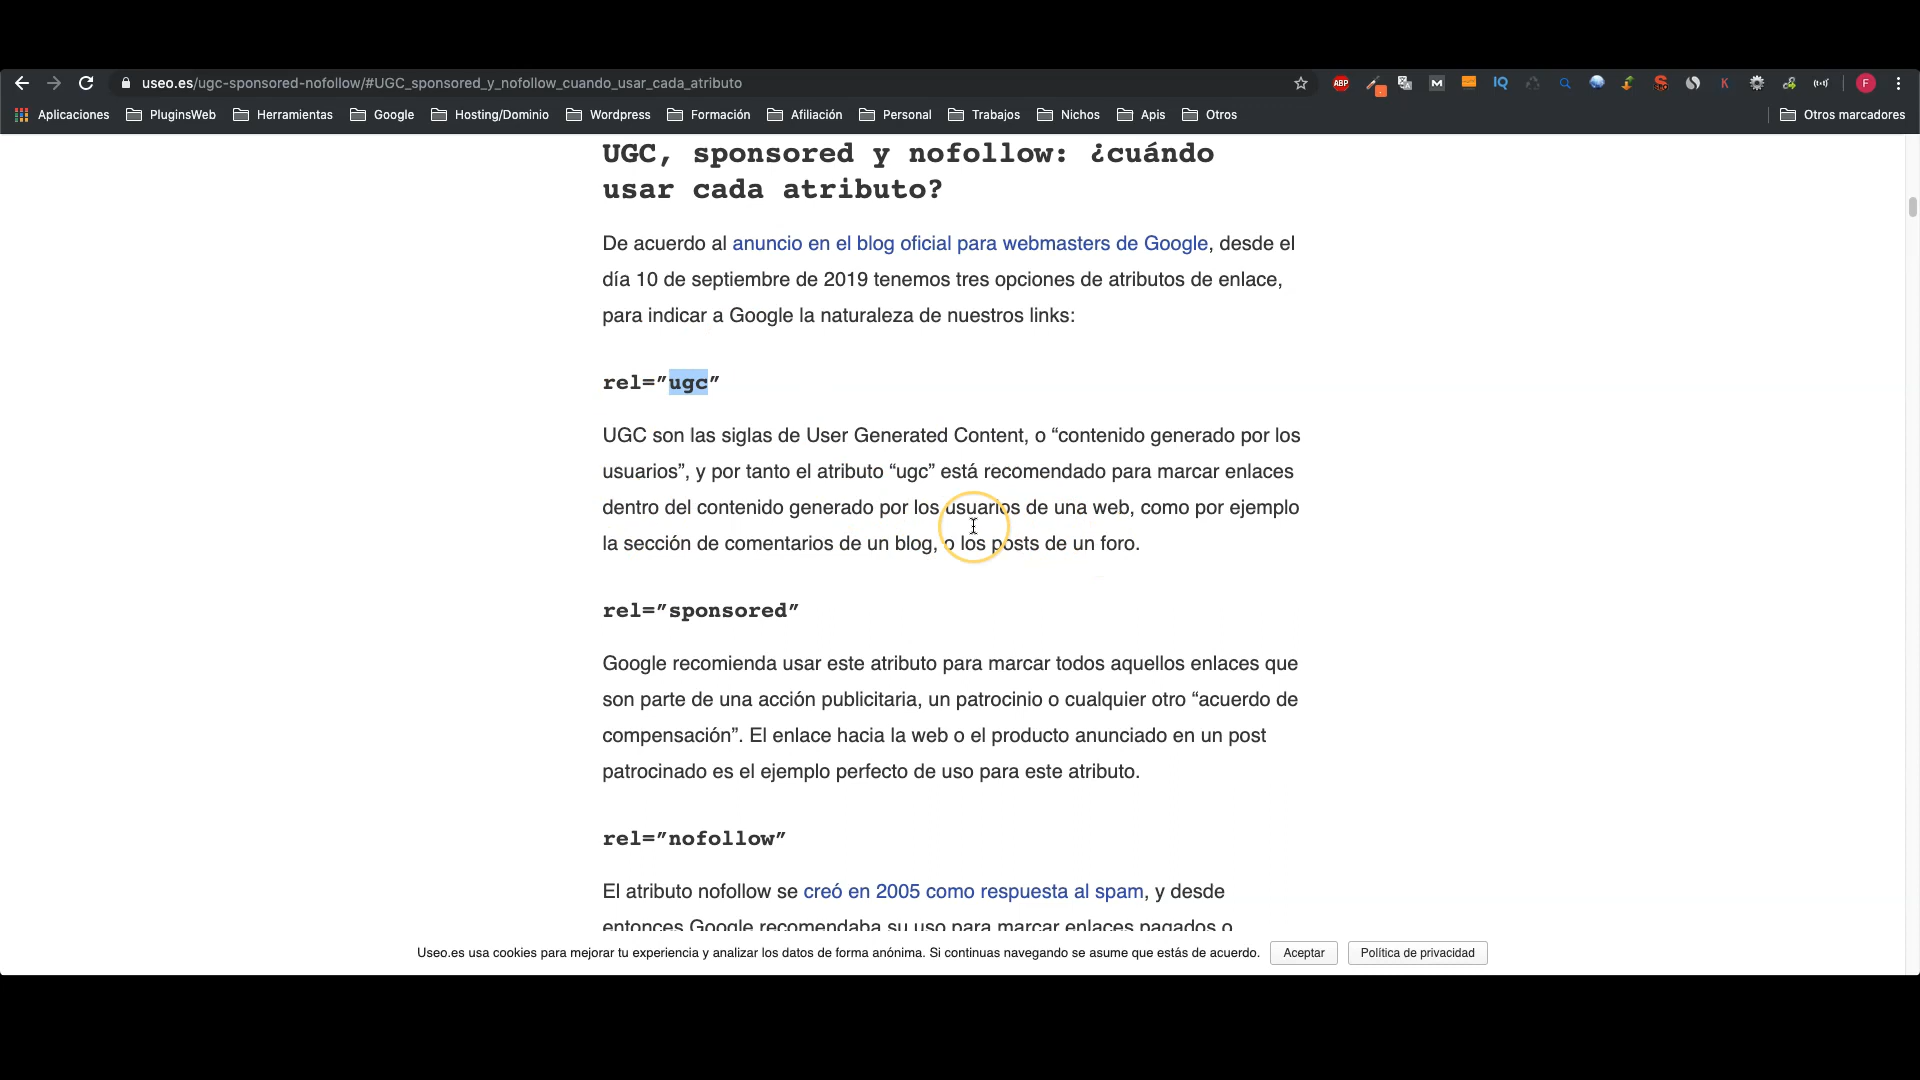 useo.es/ugc-sponsored-nofollow/#UGC_sponsored_y_nofollow_cuando_usar_cada_atributo
ABP M IQ K F
Aplicaciones PluginsWeb Herramientas Google Hosting/Dominio Wordpress Formación Afiliación Personal Trabajos Nichos Apis Otros Otros marcadores
UGC, sponsored y nofollow: ¿cuándo
usar cada atributo?
De acuerdo al anuncio en el blog oficial para webmasters de Google, desde el
día 10 de septiembre de 2019 tenemos tres opciones de atributos de enlace,
para indicar a Google la naturaleza de nuestros links:
rel=”ugc”
UGC son las siglas de User Generated Content, o “contenido generado por los
usuarios”, y por tanto el atributo “ugc” está recomendado para marcar enlaces
dentro del contenido generado por los usuarios de una web, como por ejemplo
la sección de comentarios de un blog, o los posts de un foro.
rel=”sponsored”
Google recomienda usar este atributo para marcar todos aquellos enlaces que
son parte de una acción publicitaria, un patrocinio o cualquier otro “acuerdo de
compensación”. El enlace hacia la web o el producto anunciado en un post
patrocinado es el ejemplo perfecto de uso para este atributo.
rel=”nofollow”
El atributo nofollow se creó en 2005 como respuesta al spam, y desde
entonces Google recomendaba su uso para marcar enlaces pagados o
Useo.es usa cookies para mejorar tu experiencia y analizar los datos de forma anónima. Si continuas navegando se asume que estás de acuerdo. Aceptar Política de privacidad